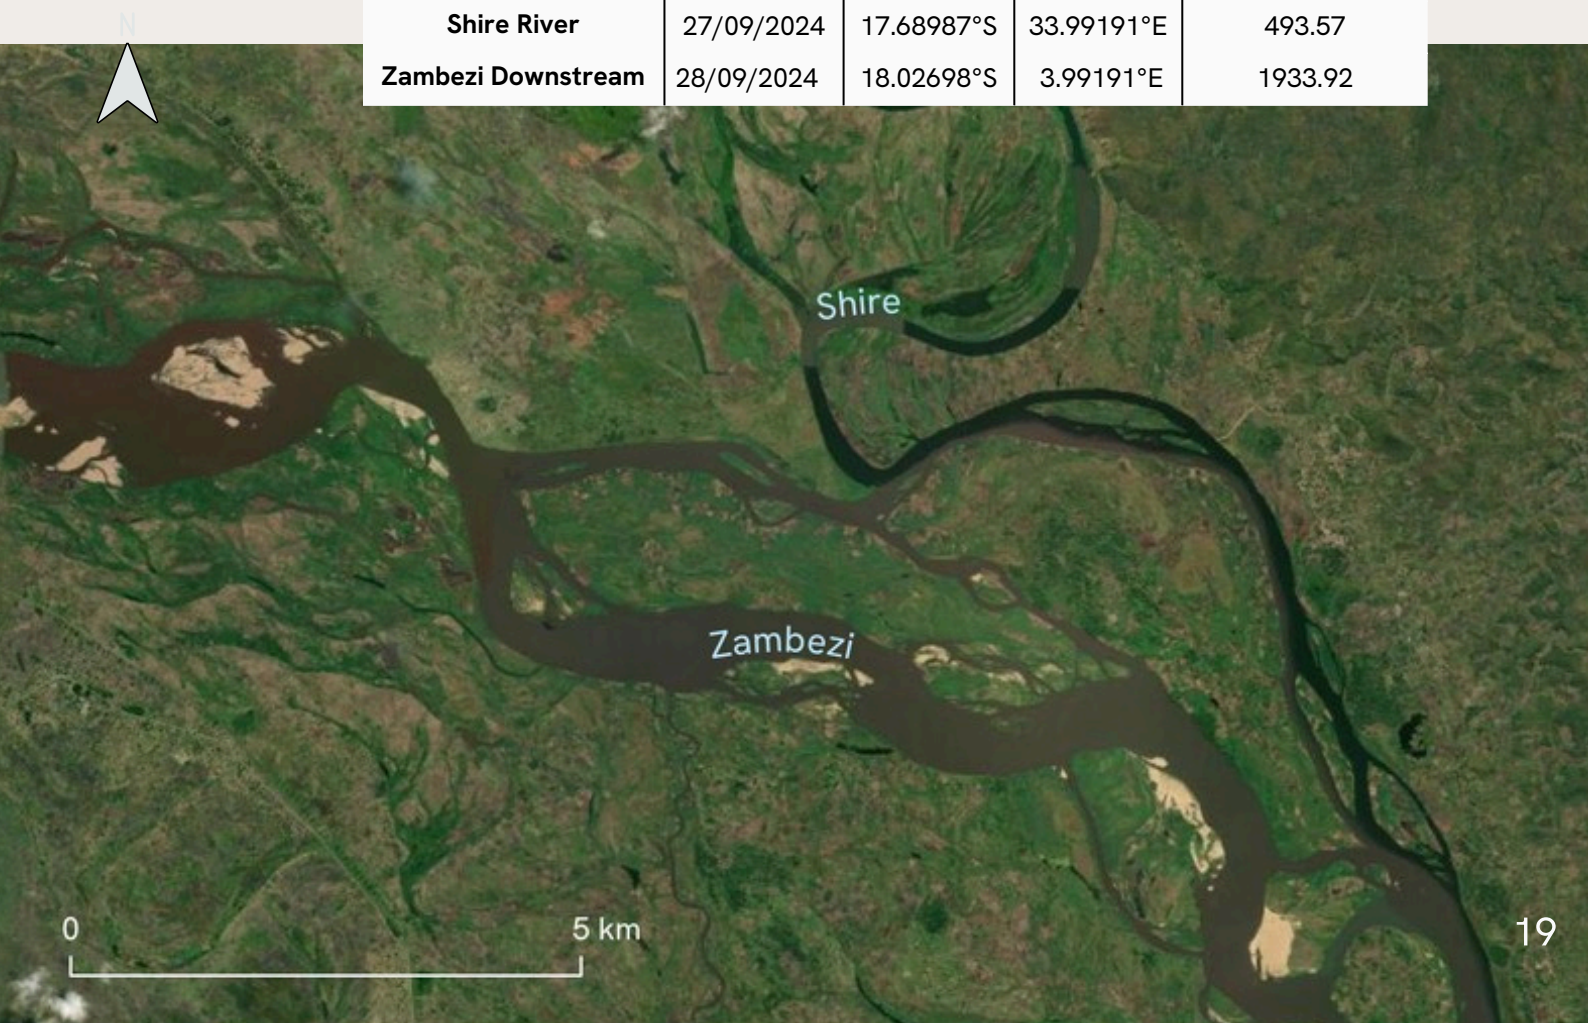 N
Shire River 27/09/2024 17.68987°S 33.99191°E 493.57
Zambezi Downstream 28/09/2024 18.02698°S 3.99191°E 1933.92
Shire
Zambezi
0 5 km
19